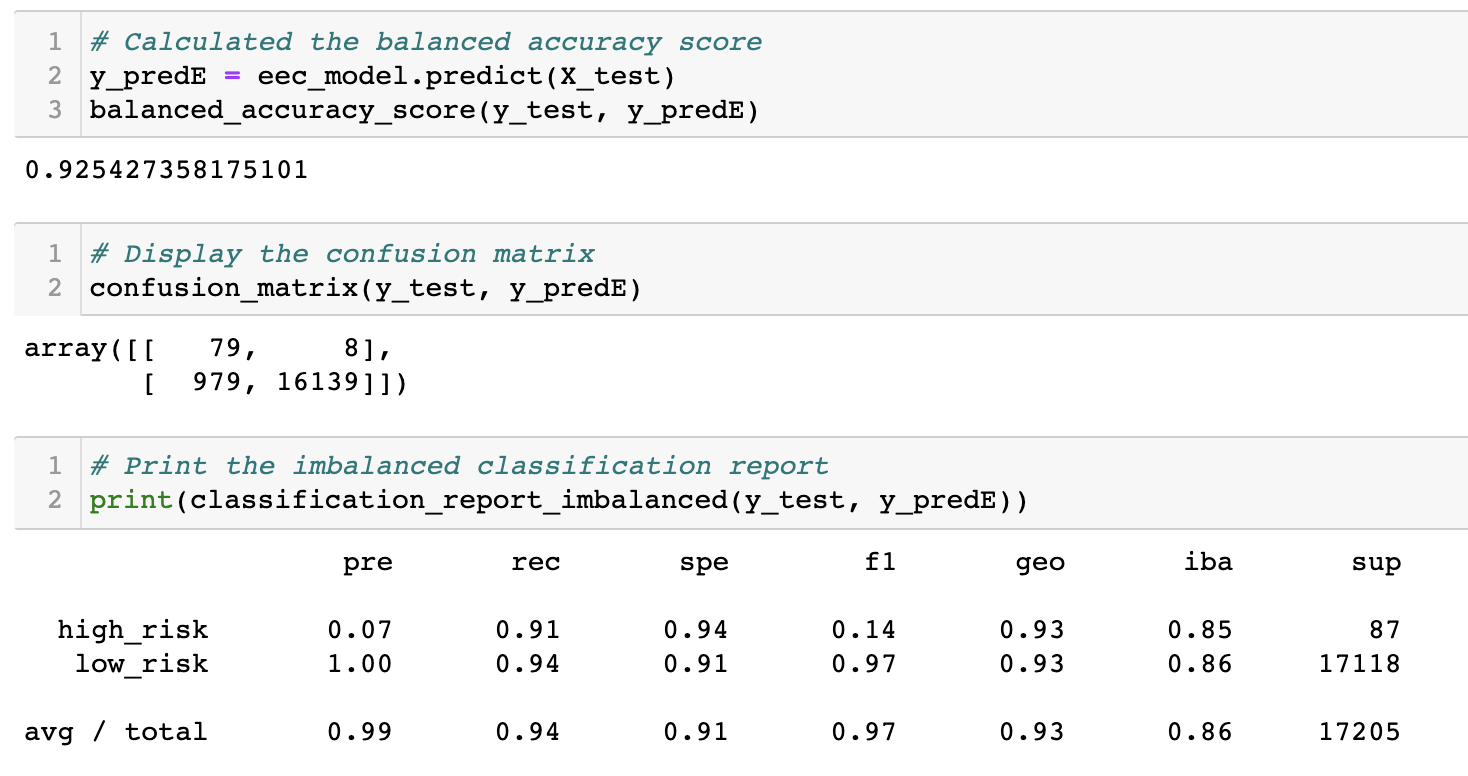 1 # Calculated the balanced accuracy score
2 y_predE = eec_model.predict(X_test)
3 balanced_accuracy_score(y_test, y_predE)
0.925427358175101
1 # Display the confusion matrix
2 confusion_matrix(y_test, y_predE)
array([[   79,     8],
       [  979, 16139]])
1 # Print the imbalanced classification report
2 print(classification_report_imbalanced(y_test, y_predE))
pre rec spe f1 geo iba sup
high_risk 0.07 0.91 0.94 0.14 0.93 0.85 87
low_risk 1.00 0.94 0.91 0.97 0.93 0.86 17118
avg / total 0.99 0.94 0.91 0.97 0.93 0.86 17205